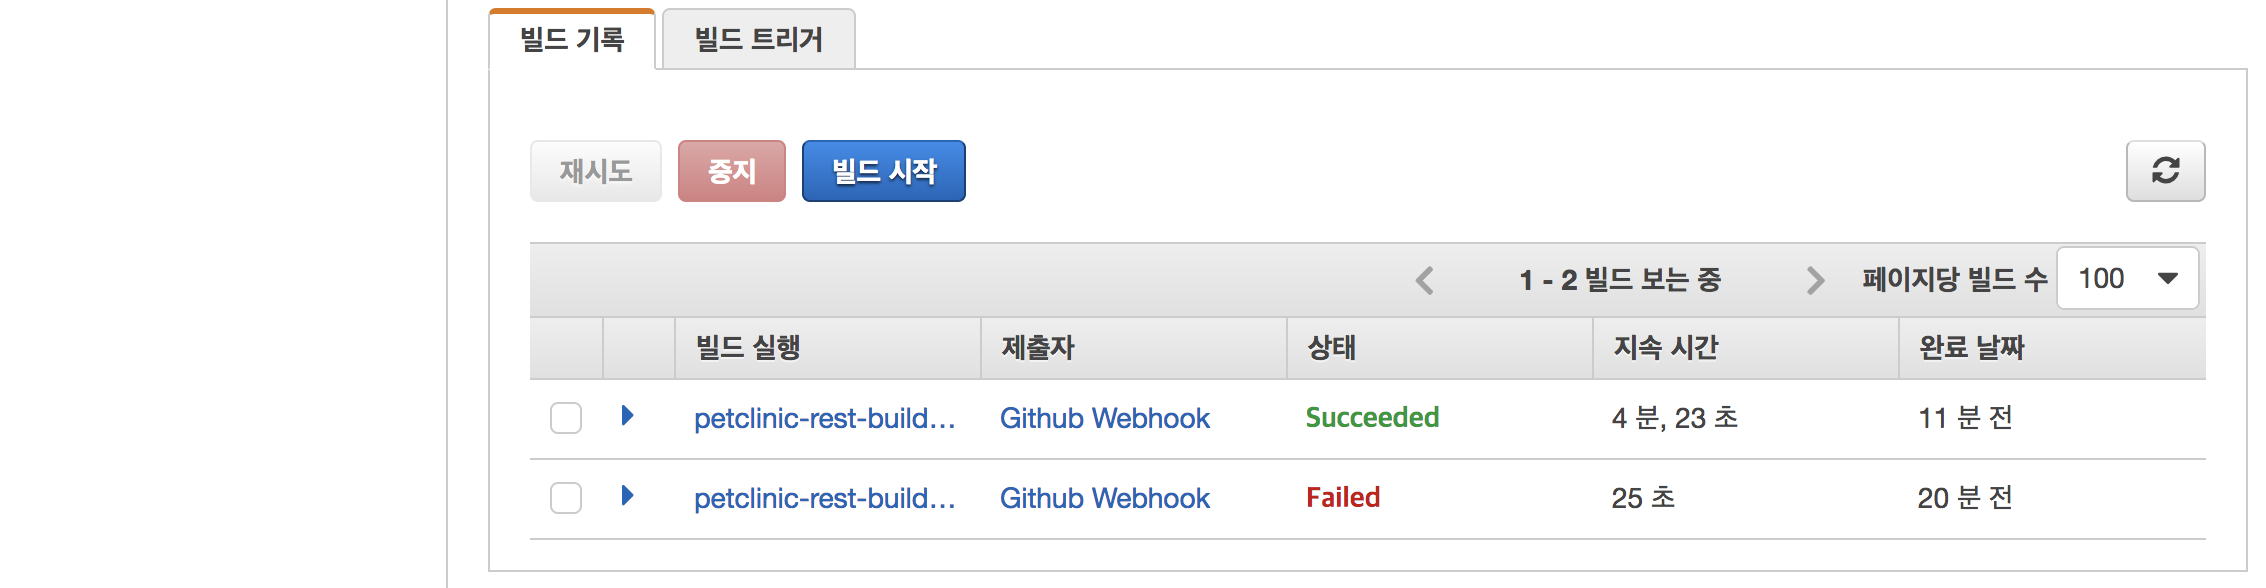 빌드 기록 빌드 트리거
재시도 중지 빌드 시작
1 - 2 빌드 보는 중 페이지당 빌드 수 100
빌드 실행 제출자 상태 지속 시간 완료 날짜
petclinic-rest-build... Github Webhook Succeeded 4 분, 23 초 11 분 전
petclinic-rest-build... Github Webhook Failed 25 초 20 분 전